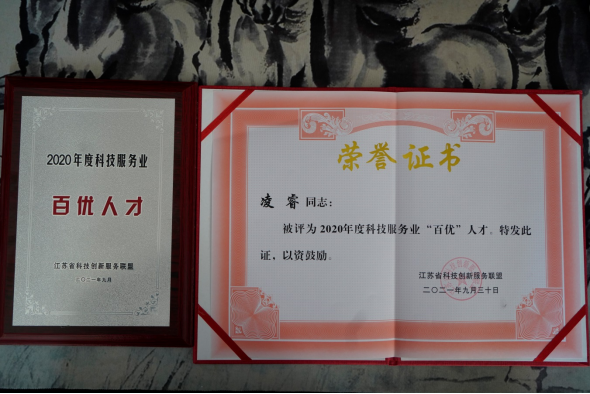 2020年度科技服务业
百优人才
江苏省科技创新服务联盟
二〇二一年九月
荣誉证书
凌 睿 同志：
被评为 2020年度科技服务业“百优”人才。特发此
证，以资鼓励。
江苏省科技创新服务联盟
二〇二一年九月三十日